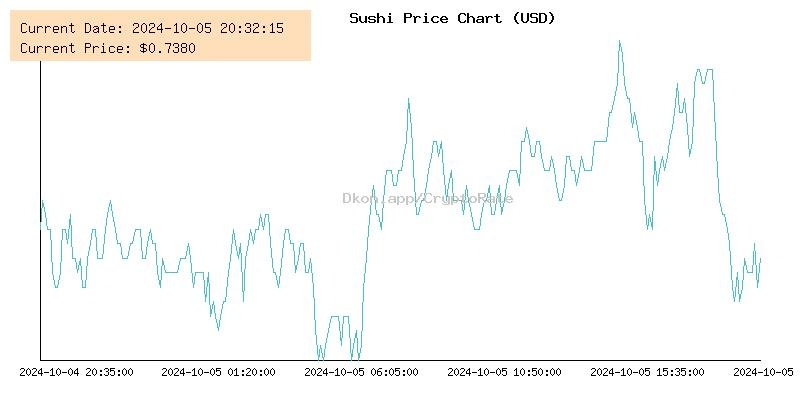 Sushi Price Chart (USD)
Current Date: 2024-10-05 20:32:15
Current Price: $0.7380
Dkon.app/CryptoRate
2024-10-04 20:35:00 2024-10-05 01:20:00 2024-10-05 06:05:00 2024-10-05 10:50:00 2024-10-05 15:35:00 2024-10-05